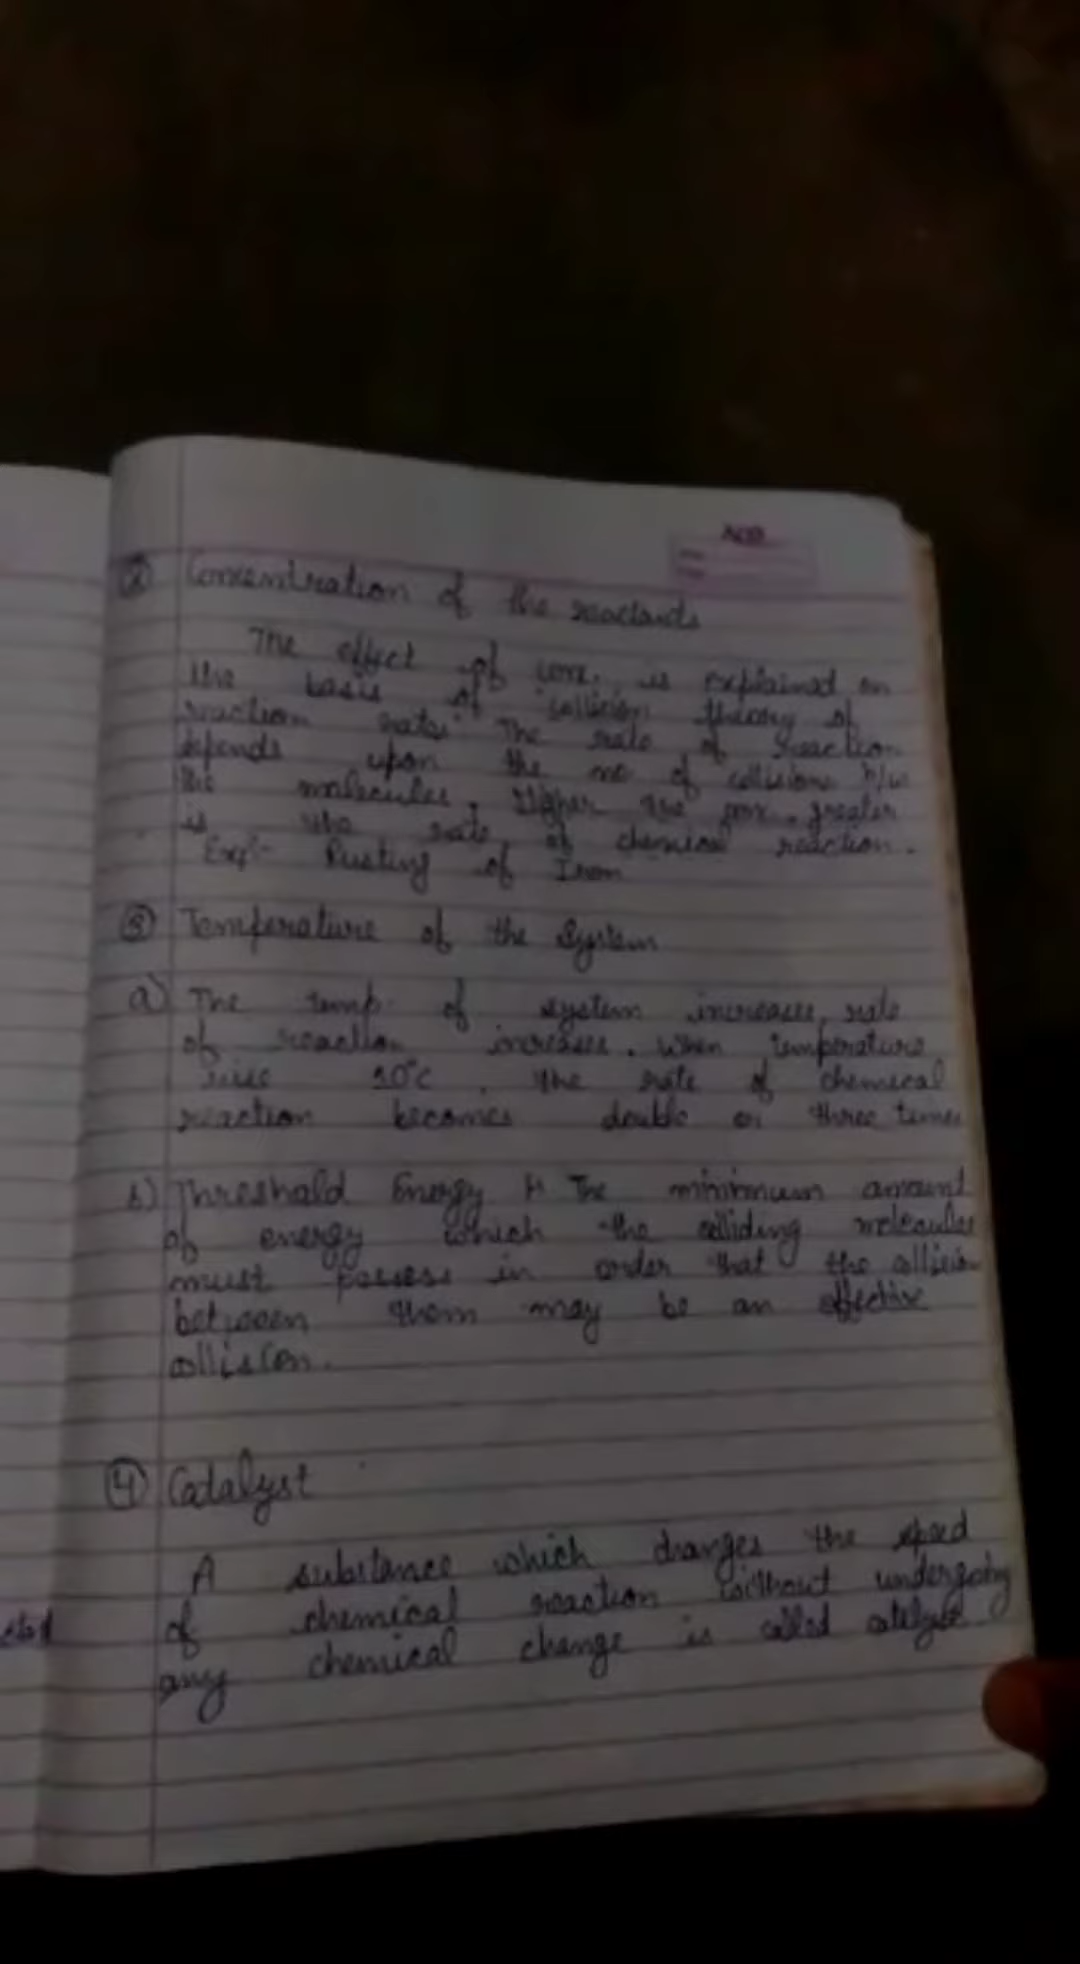 ② Concentration of the reactants
The effect of conc. is explained on
the basis of 'collision theory of
reaction rates'. The rate of reaction
depends upon the no of collisions b/w
the molecules. Higher the conc. greater
is the rate of chemical reaction.
Exp:- Rusting of Iron
③ Temperature of the System
a) The temp. of system increases, rate
of reaction increases. When temperature
rise 10°C, the rate of chemical
reaction becomes double or three times
b) Threshold Energy :- The minimum amount
of energy which the colliding molecules
must possess in order that the collision
between them may be an effective
collision.
④ Catalyst
A substance which changes the speed
of chemical reaction without undergoing
any chemical change is called catalyst